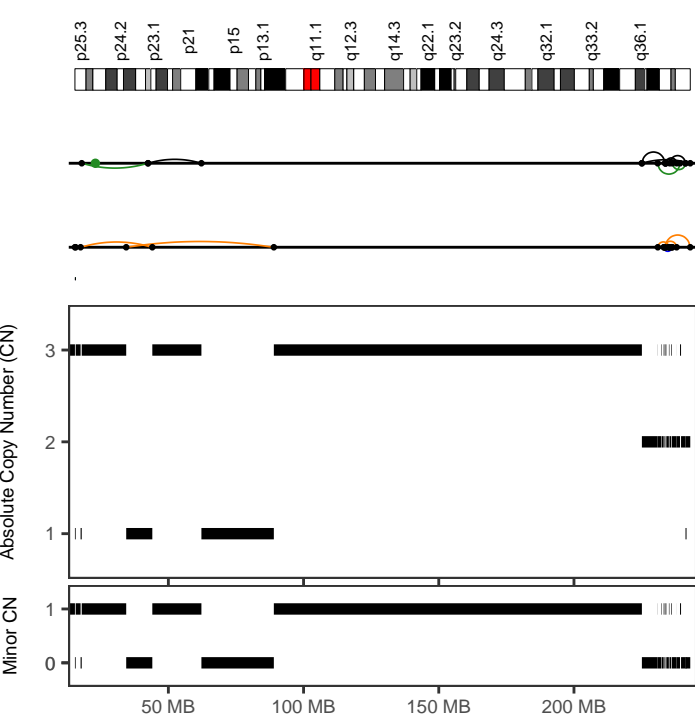 p25.3 p24.2 p23.1 p21 p15 p13.1 q11.1 q12.3 q14.3 q22.1 q23.2 q24.3 q32.1 q33.2 q36.1
Absolute Copy Number (CN)
3
2
1
Minor CN
1
0
50 MB 100 MB 150 MB 200 MB